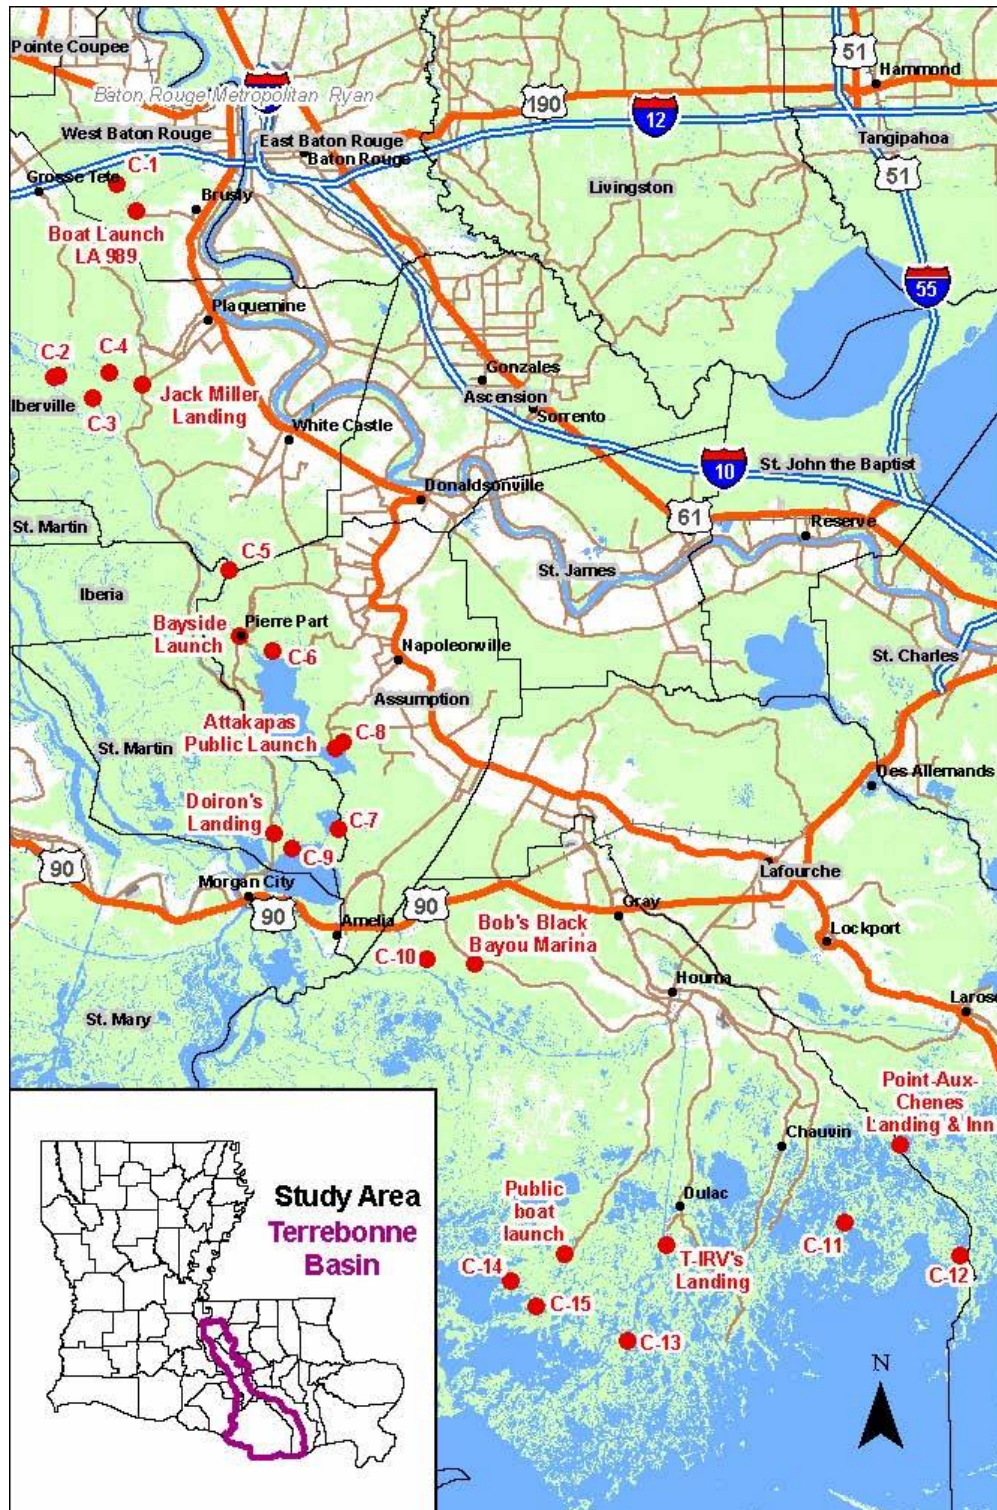 Pointe Coupee
51
Hammond
Baton Rouge Metropolitan Ryan
190
12
West Baton Rouge
East Baton Rouge
Baton Rouge
Tangipahoa
Grosse Tete
C-1
51
Livingston
Brusly
Boat Launch
LA 989
55
Plaquemine
C-2
C-4
Gonzales
Iberville
C-3
Jack Miller
Landing
Ascension
Sorrento
White Castle
10
St. John the Baptist
Donaldsonville
St. Martin
61
Reserve
C-5
St. James
Iberia
Bayside
Launch
Pierre Part
C-6
Napoleonville
St. Charles
Assumption
Attakapas
Public Launch
C-8
St. Martin
Des Allemands
Doiron's
Landing
C-7
C-9
90
Lafourche
Morgan City
90
Amelia
90
Gray
Bob's Black
Bayou Marina
Lockport
C-10
Houma
Laros
St. Mary
Point-Aux-
Chenes
Landing & Inn
Chauvin
Public
boat
launch
Dulac
C-11
T-IRV's
Landing
C-12
C-14
C-15
C-13
N
Study Area
Terrebonne
Basin